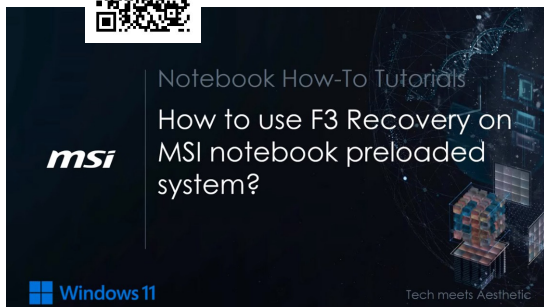 Notebook How-To Tutorials
How to use F3 Recovery on
msi
MSI notebook preloaded
system?
Windows 11
Tech meets Aesthetic